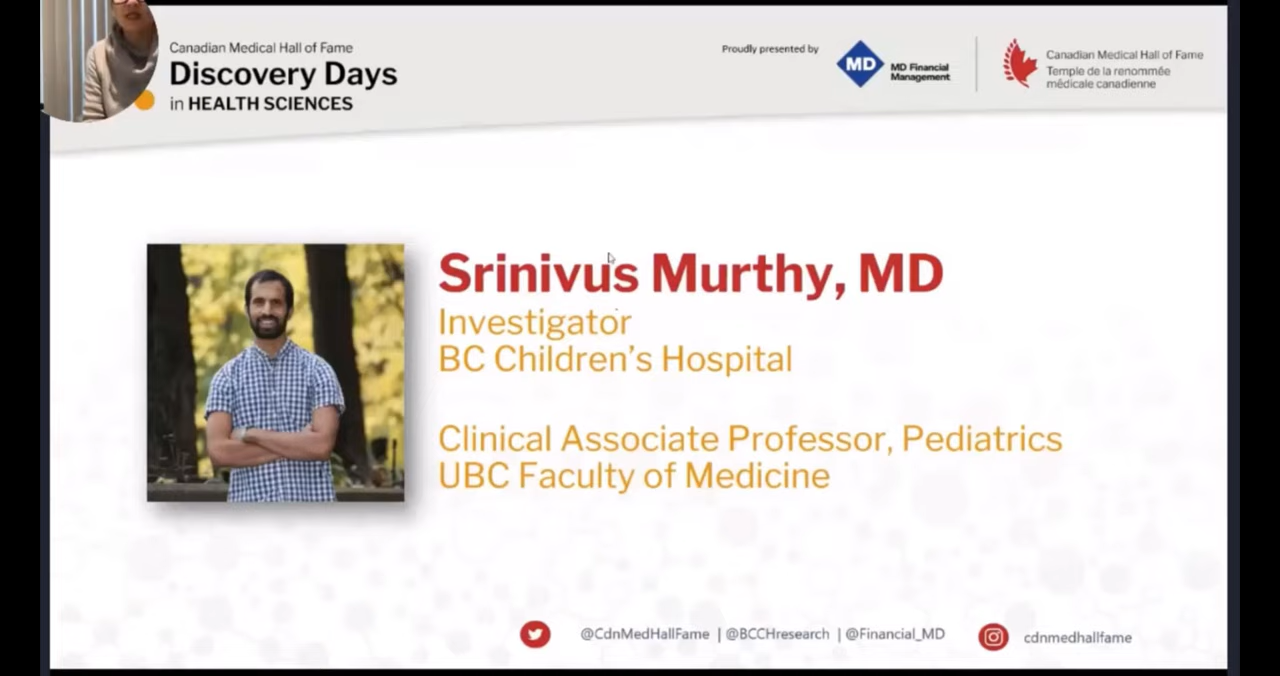 Canadian Medical Hall of Fame
Discovery Days
in HEALTH SCIENCES
Proudly presented by
MD
MD Financial
Management
Canadian Medical Hall of Fame
Temple de la renommée
médicale canadienne
Srinivus Murthy, MD
Investigator
BC Children's Hospital
Clinical Associate Professor, Pediatrics
UBC Faculty of Medicine
@CdnMedHallFame | @BCCHresearch | @Financial_MD
cdnmedhallfame